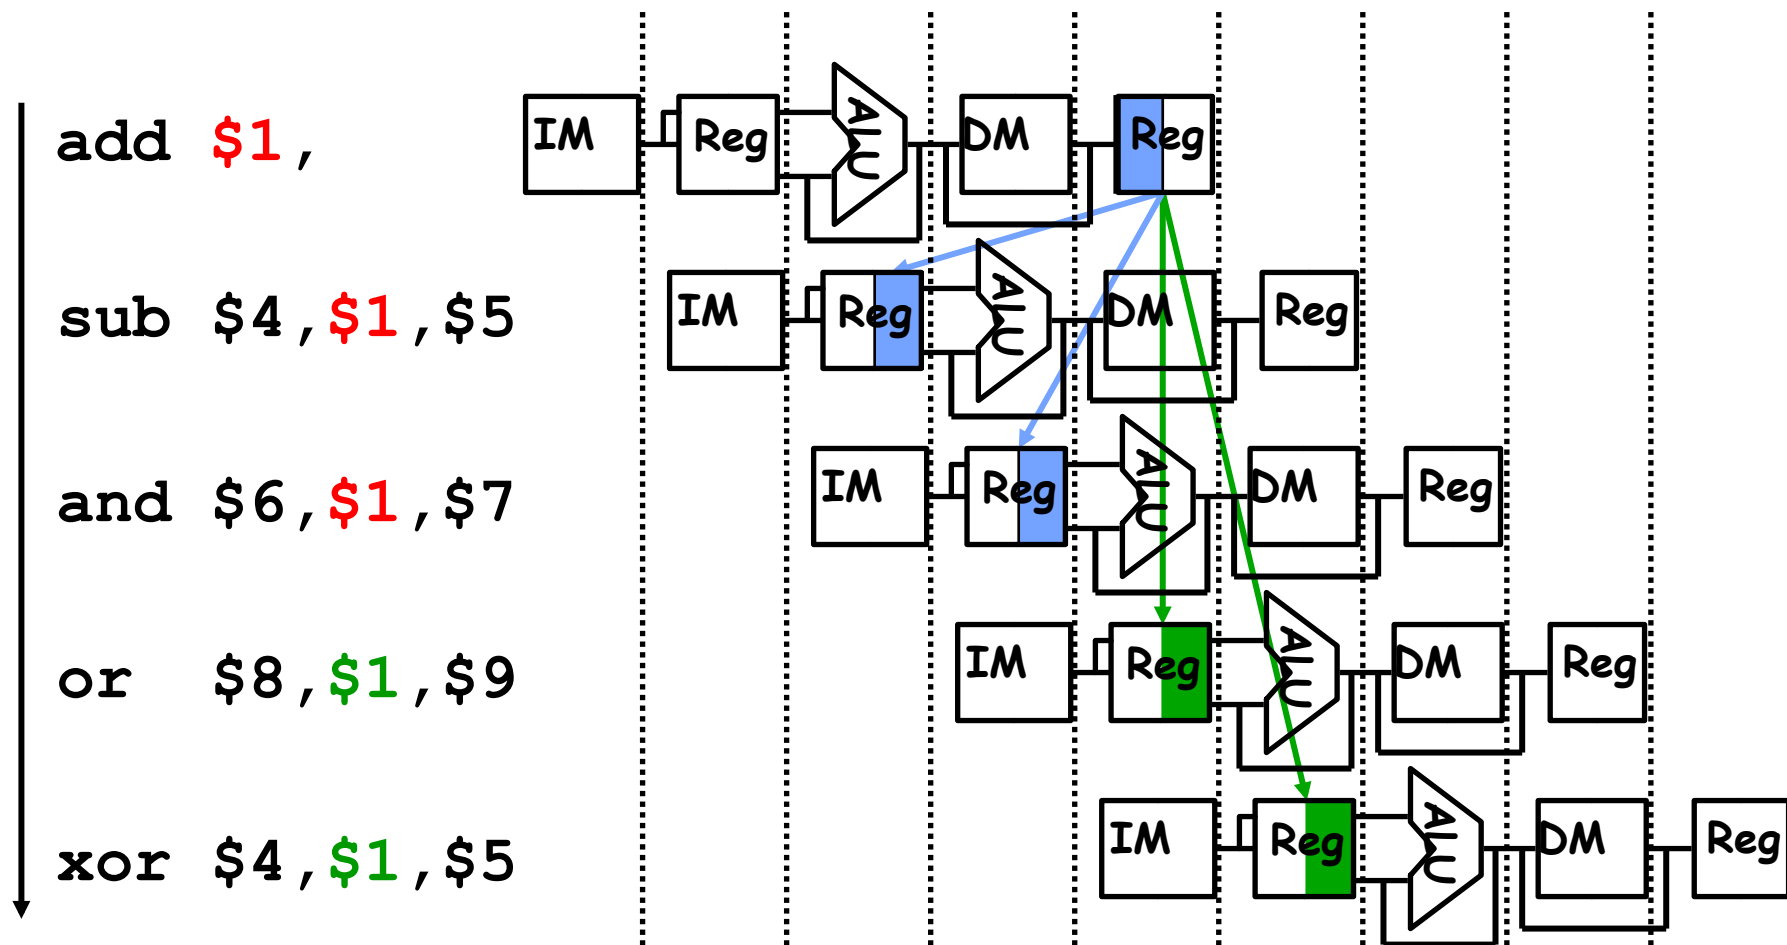 add $1, IM Reg ALU DM Reg
sub $4,$1,$5 IM Reg ALU DM Reg
and $6,$1,$7 IM Reg ALU DM Reg
or $8,$1,$9 IM Reg ALU DM Reg
xor $4,$1,$5 IM Reg ALU DM Reg